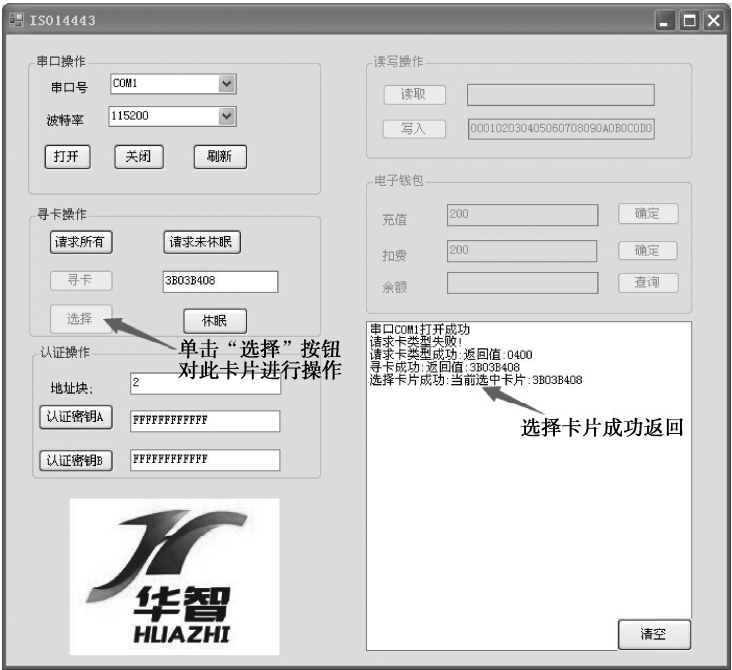 ISO14443
串口操作
串口号 COM1
波特率 115200
打开 关闭 刷新
寻卡操作
请求所有 请求未休眠
寻卡 3B03B408
选择 休眠
单击“选择”按钮
对此卡片进行操作
认证操作
地址块: 2
认证密钥A FFFFFFFFFFFF
认证密钥B FFFFFFFFFFFF
华智
HUAZHI
读写操作
读取
写入 000102030405060708090A0B0C0D0
电子钱包
充值 200 确定
扣费 200 确定
余额 查询
串口COM1打开成功
请求卡类型失败!
请求卡类型成功:返回值:0400
寻卡成功:返回值:3B03B408
选择卡片成功:当前选中卡片:3B03B408
选择卡片成功返回
清空